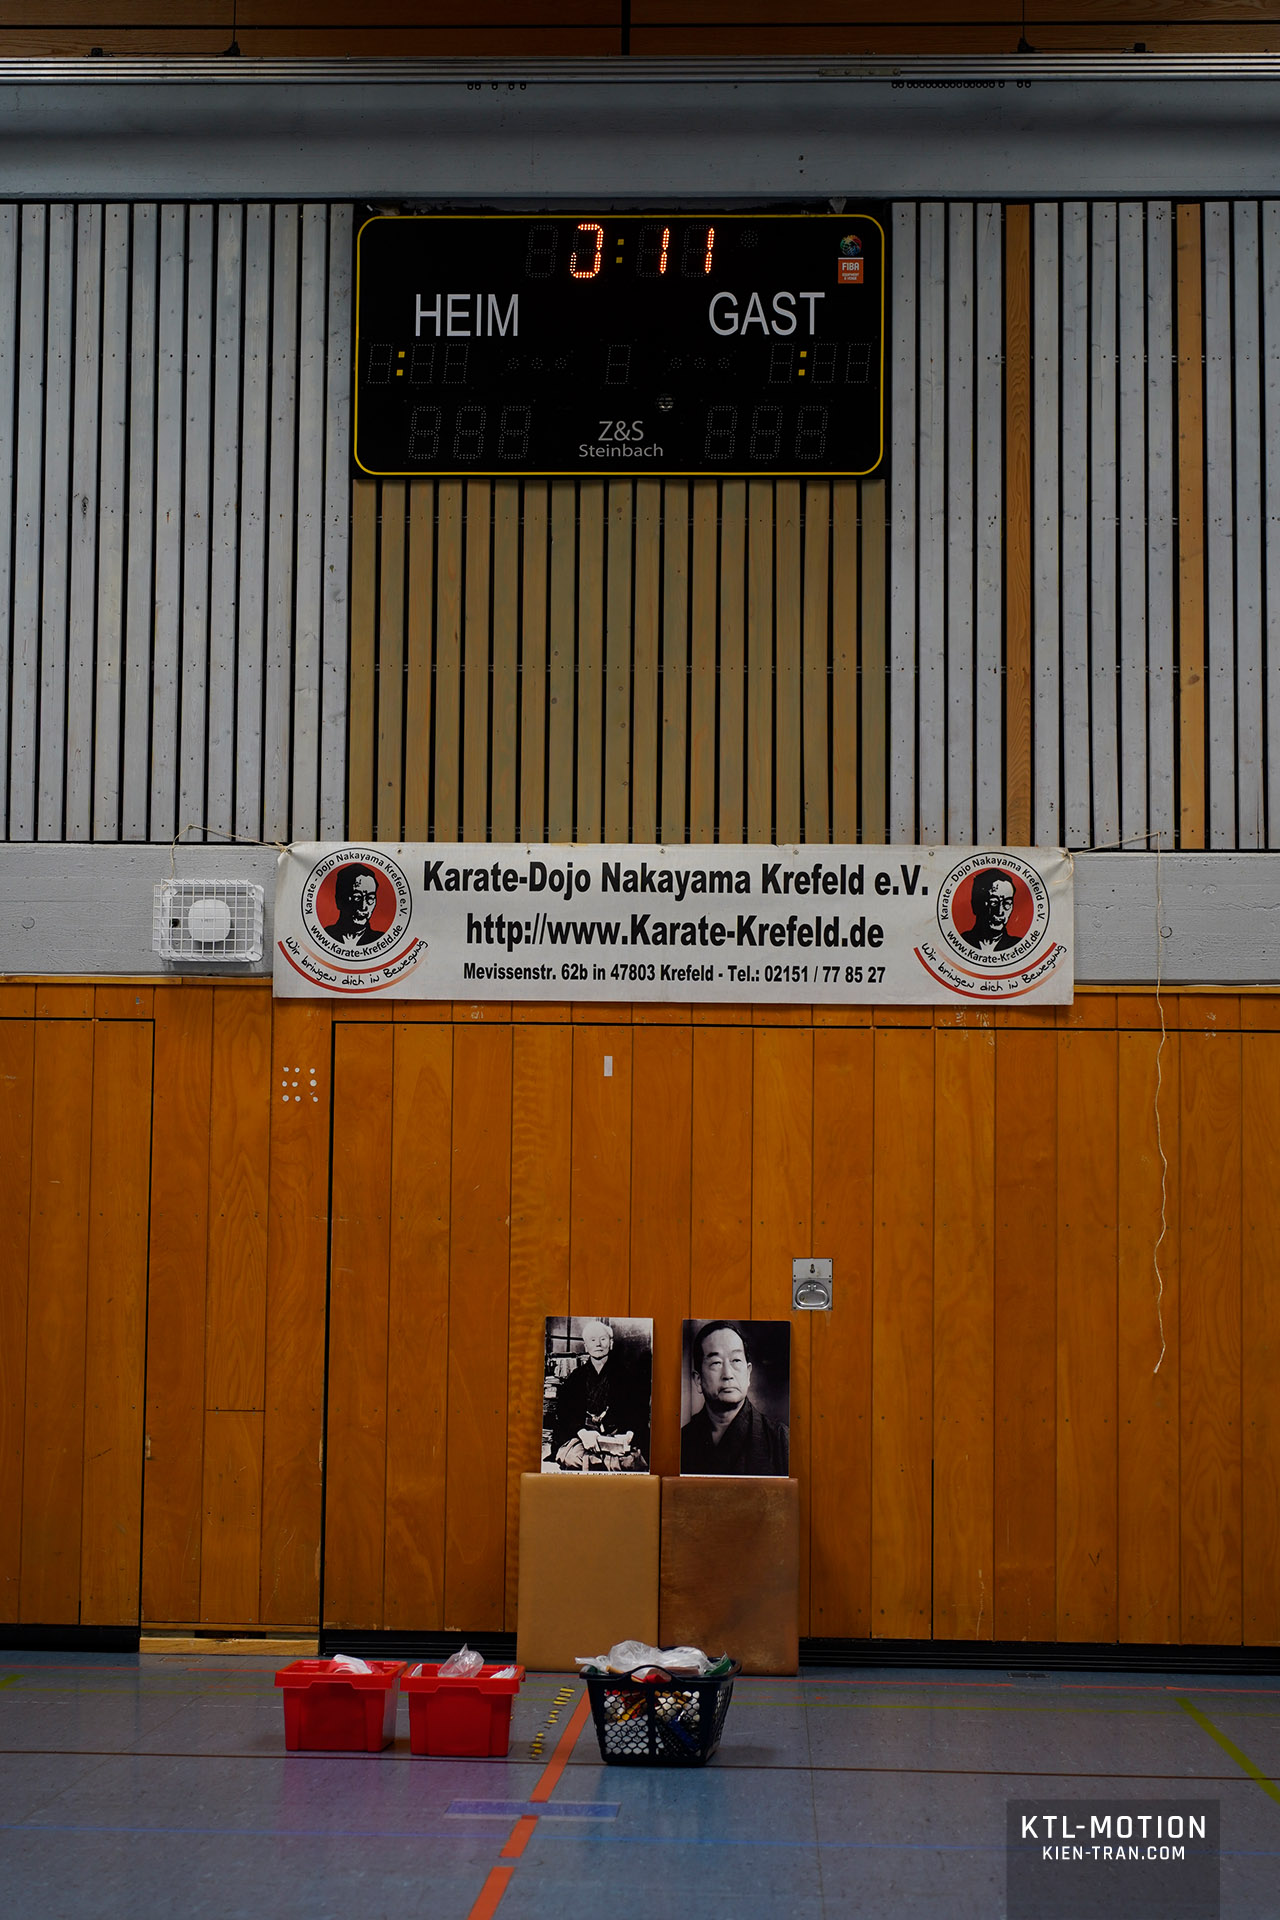 3:11
FIBA
HEIM
GAST
Z&S
Steinbach
Karate-Dojo Nakayama Krefeld e.V.
http://www.Karate-Krefeld.de
Mevissenstr. 62b in 47803 Krefeld - Tel.: 02151 / 77 85 27
Karate - Dojo Nakayama Krefeld e.V.
www.Karate-Krefeld.de
Wir bringen dich in Bewegung
Karate - Dojo Nakayama Krefeld e.V.
www.Karate-Krefeld.de
Wir bringen dich in Bewegung
KTL-MOTION
KIEN-TRAN.COM